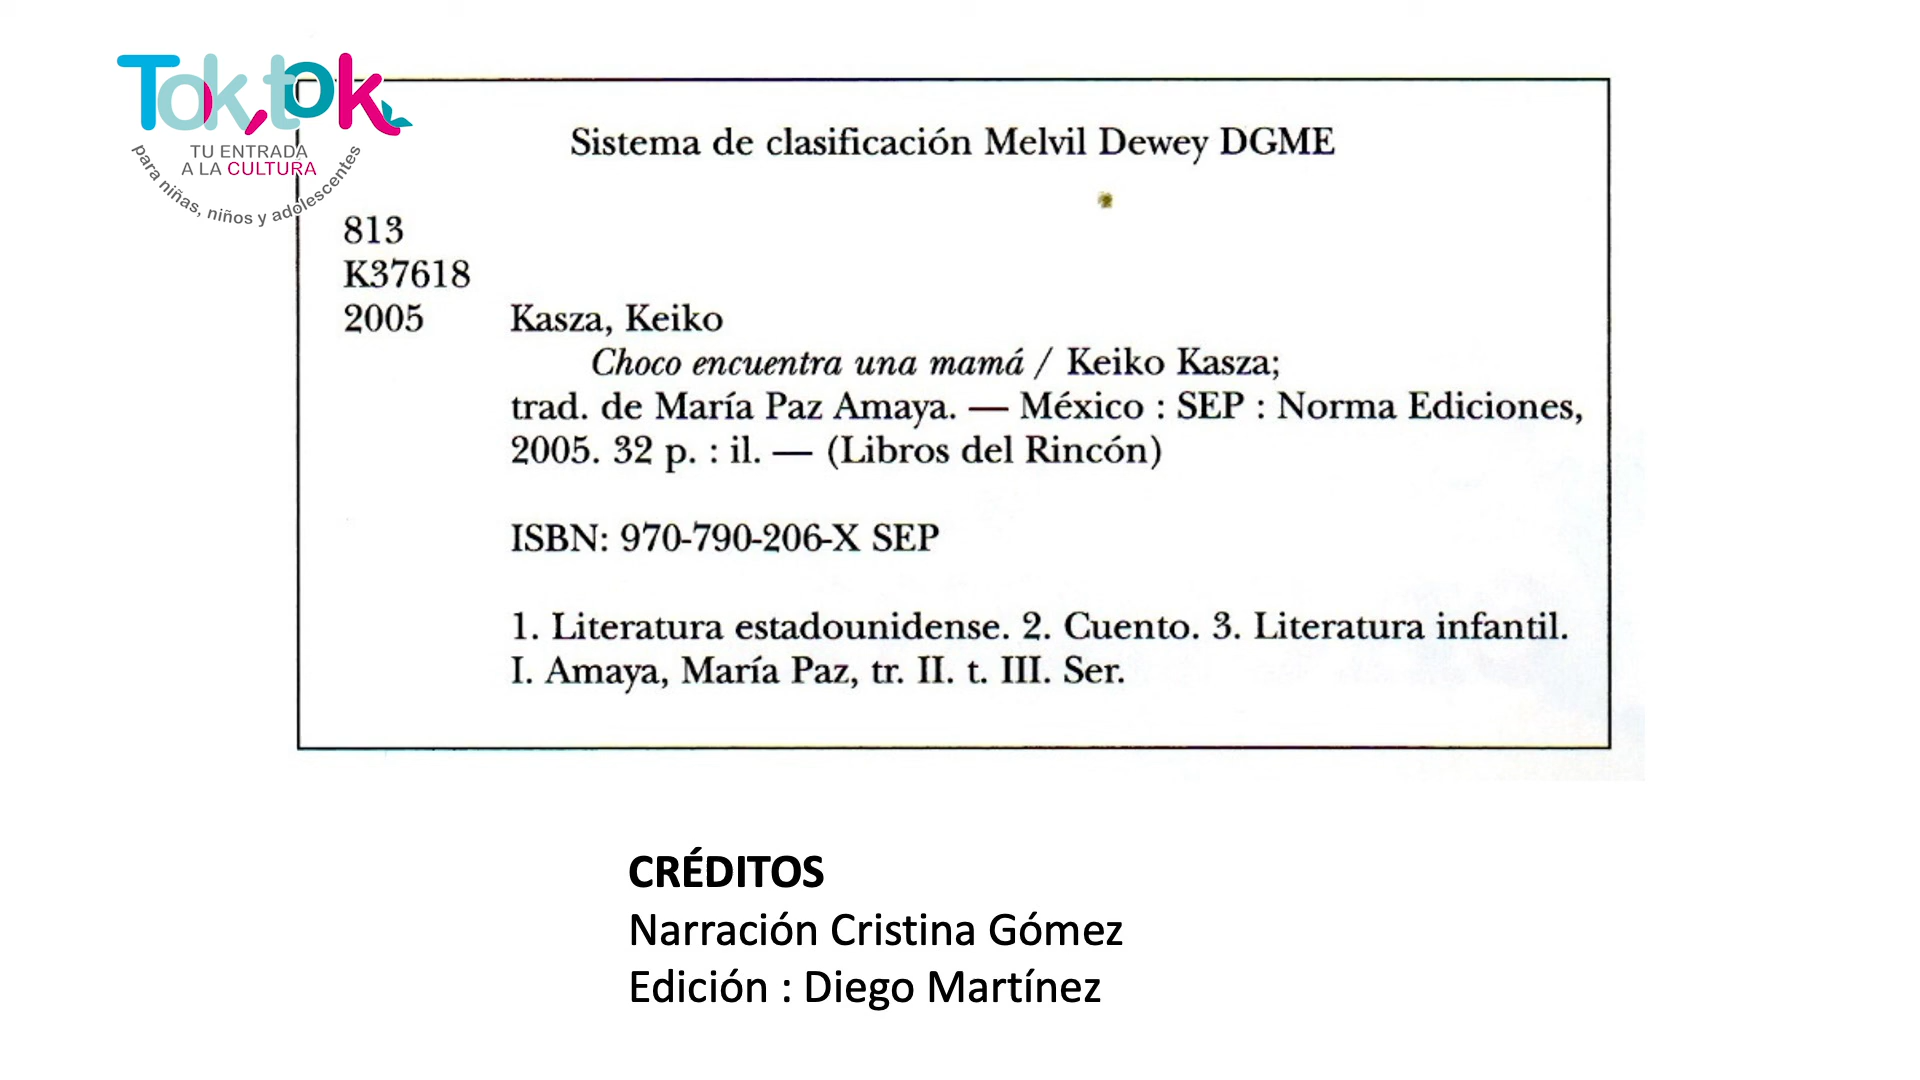 Tok, tok
TU ENTRADA
A LA CULTURA
para niñas, niños y adolescentes
Sistema de clasificación Melvil Dewey DGME
813
K37618
2005 Kasza, Keiko
Choco encuentra una mamá / Keiko Kasza;
trad. de María Paz Amaya. — México : SEP : Norma Ediciones,
2005. 32 p. : il. — (Libros del Rincón)
ISBN: 970-790-206-X SEP
1. Literatura estadounidense. 2. Cuento. 3. Literatura infantil.
I. Amaya, María Paz, tr. II. t. III. Ser.
CRÉDITOS
Narración Cristina Gómez
Edición : Diego Martínez